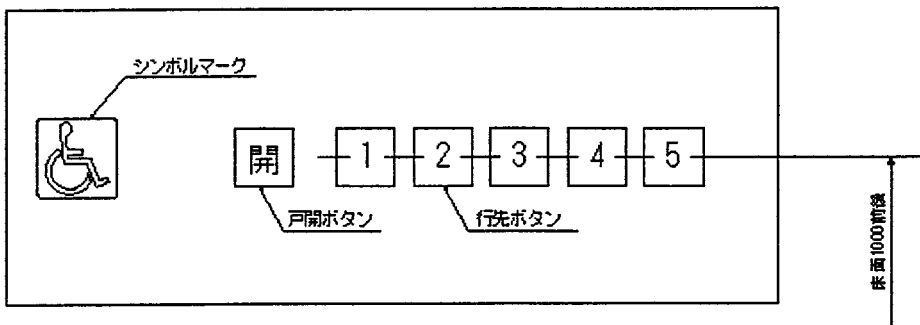 シンボルマーク
開 1 2 3 4 5
戸開ボタン
行先ボタン
床面1000前後